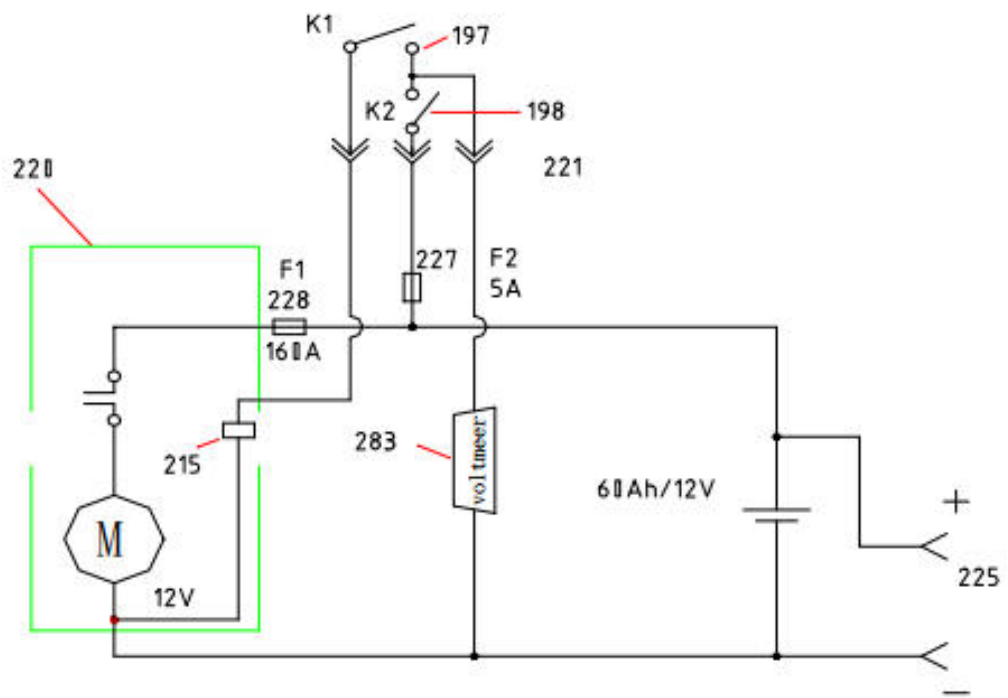 K1
197
K2
198
221
220
227
F2
5A
F1
228
160A
215
283
voltmeer
60Ah/12V
+
225
M
12V
—